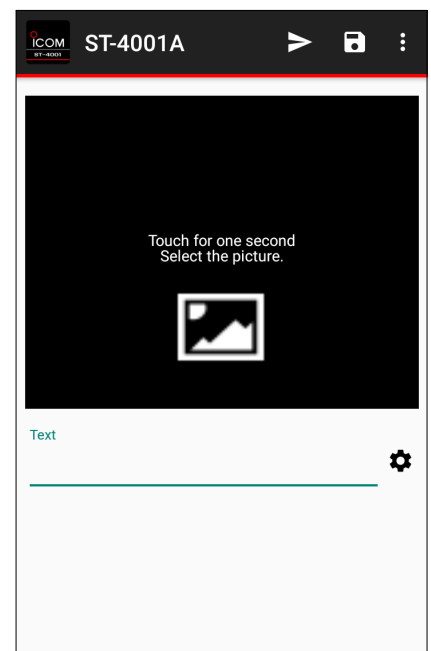 ICOM
ST-4001
ST-4001A
Touch for one second
Select the picture.
Text